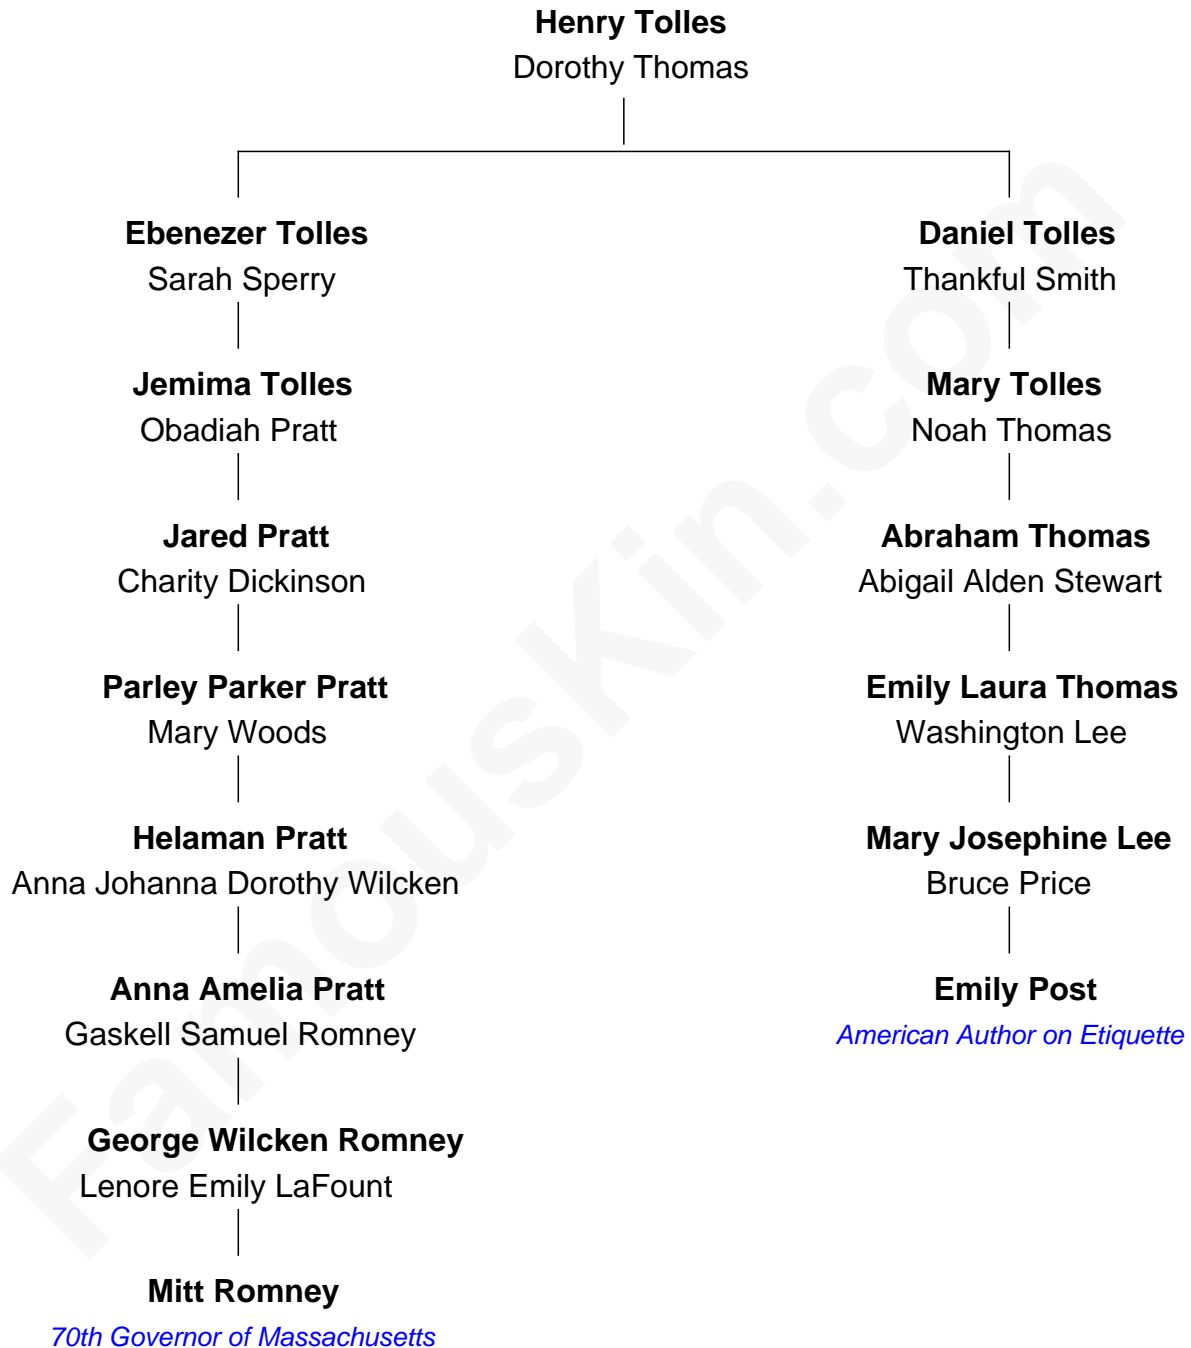 Henry Tolles
Dorothy Thomas
Ebenezer Tolles
Sarah Sperry
Daniel Tolles
Thankful Smith
Jemima Tolles
Obadiah Pratt
Mary Tolles
Noah Thomas
Jared Pratt
Charity Dickinson
Abraham Thomas
Abigail Alden Stewart
Parley Parker Pratt
Mary Woods
Emily Laura Thomas
Washington Lee
Helaman Pratt
Anna Johanna Dorothy Wilcken
Mary Josephine Lee
Bruce Price
Anna Amelia Pratt
Gaskell Samuel Romney
Emily Post
American Author on Etiquette
George Wilcken Romney
Lenore Emily LaFount
Mitt Romney
70th Governor of Massachusetts
FamousKin.com